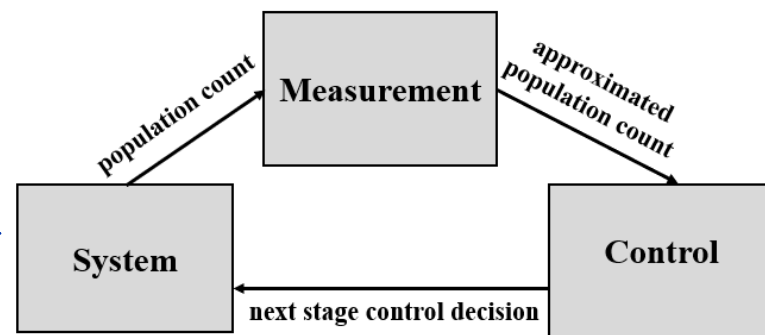 Measurement
population count
approximated
population count
System
Control
next stage control decision